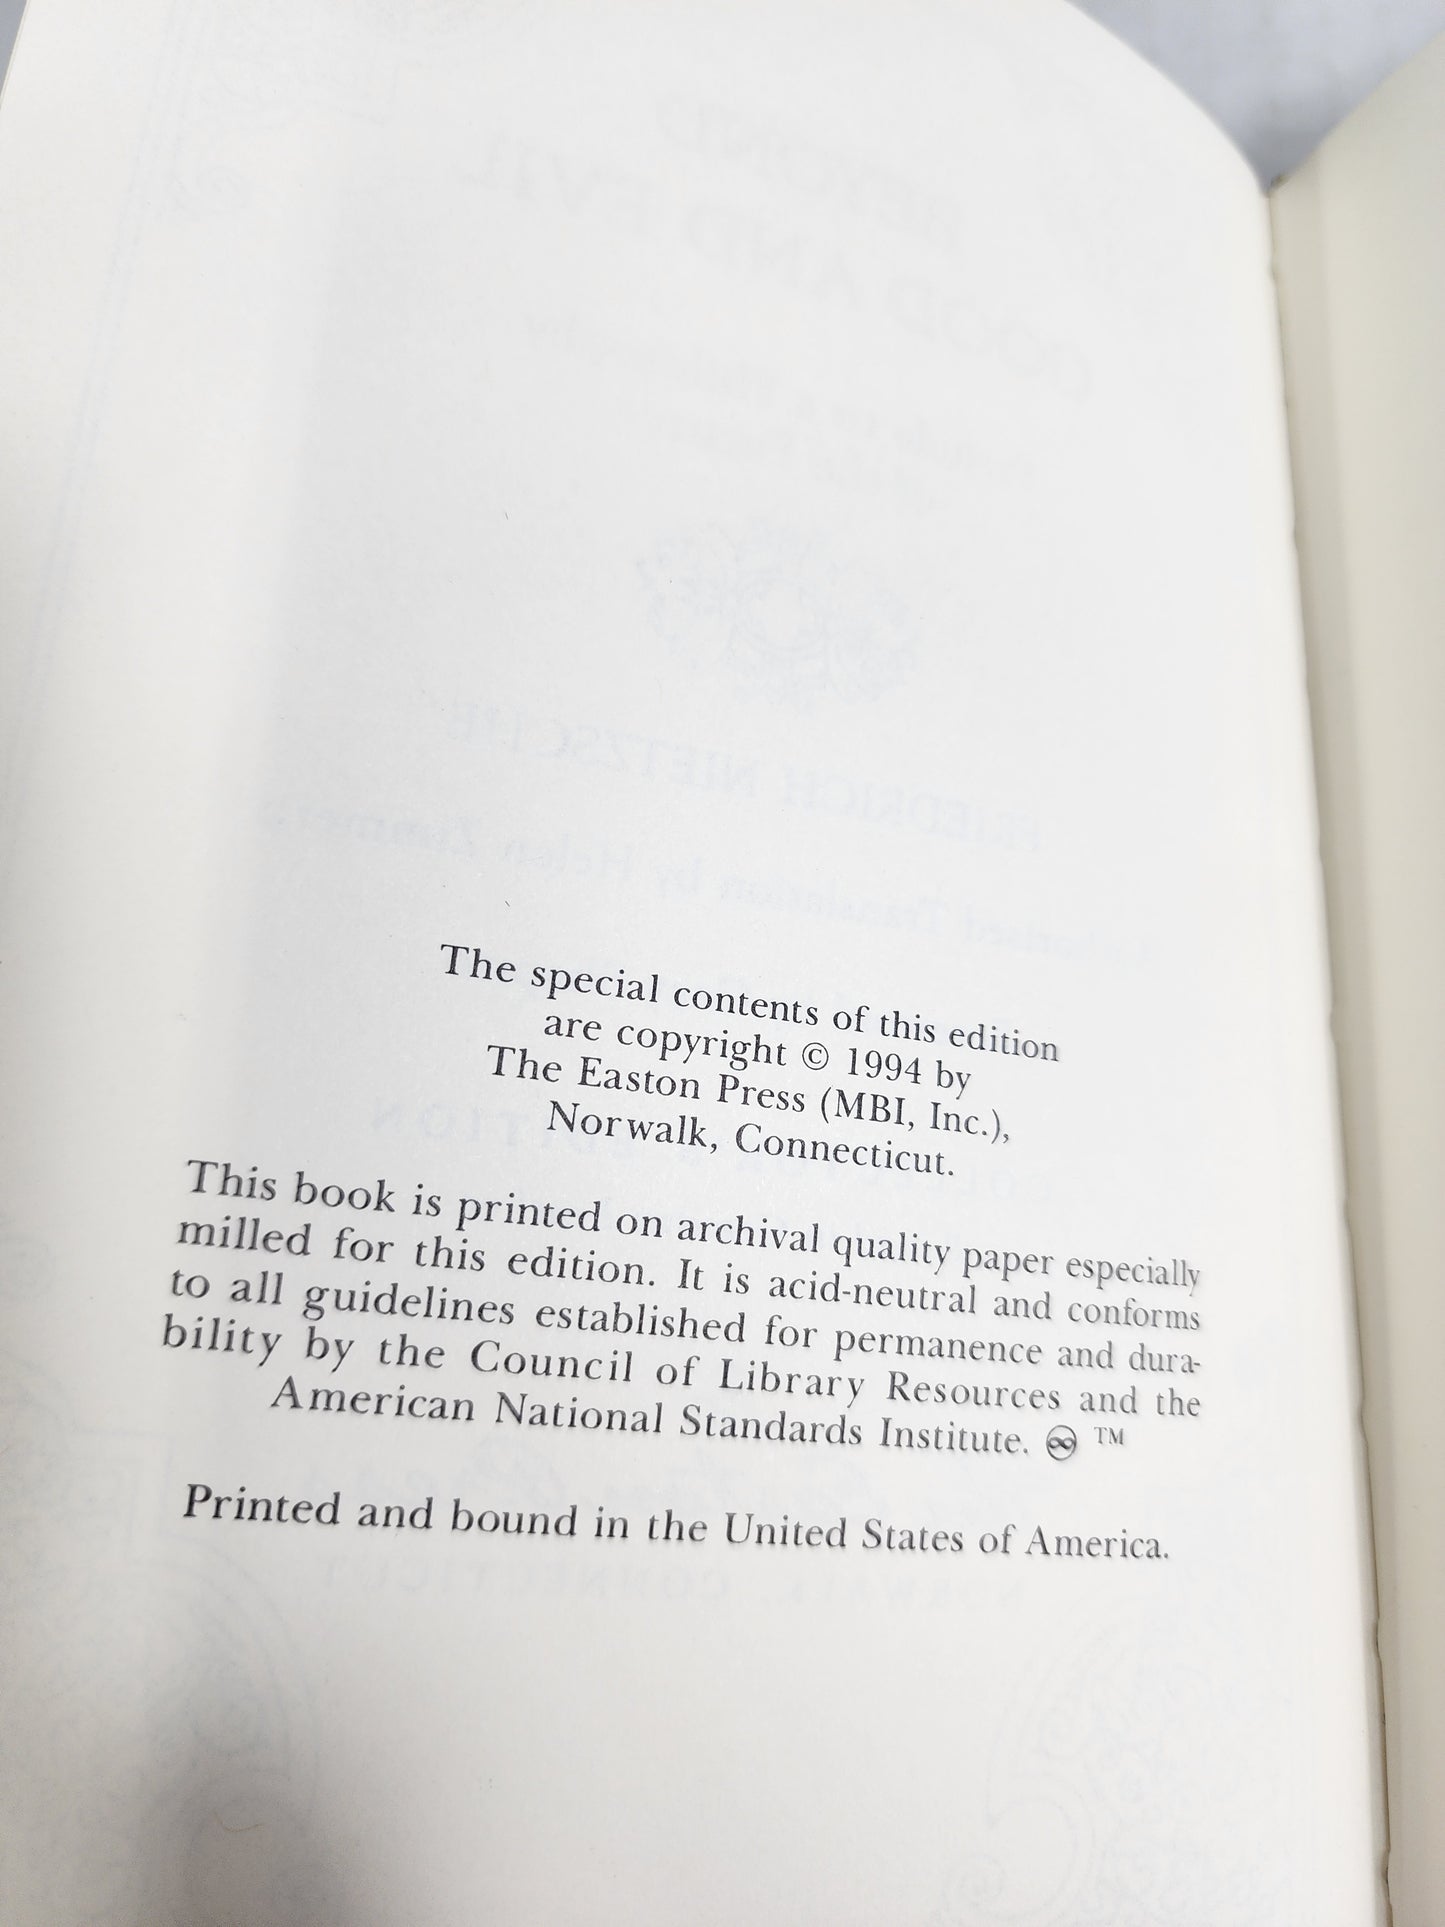 The special contents of this edition
are copyright © 1994 by
The Easton Press (MBI, Inc.),
Norwalk, Connecticut.
This book is printed on archival quality paper especially
milled for this edition. It is acid-neutral and conforms
to all guidelines established for permanence and dura-
bility by the Council of Library Resources and the
American National Standards Institute. ♾ ™
Printed and bound in the United States of America.